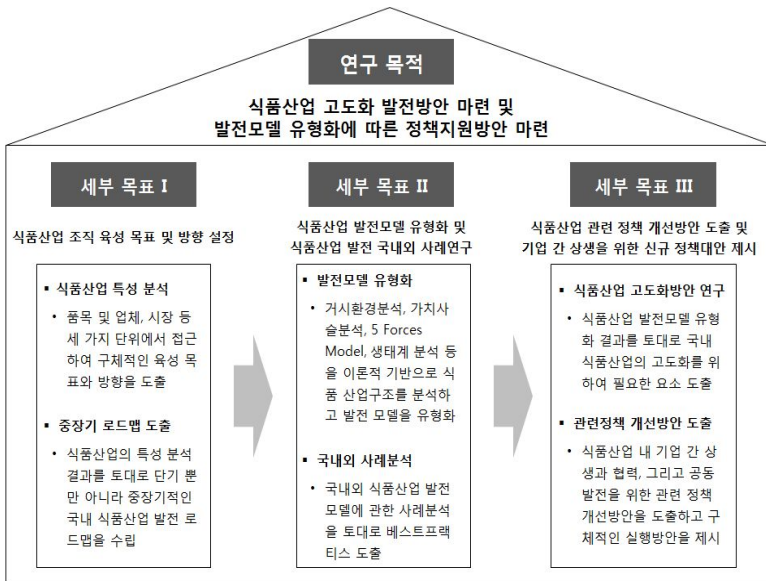 연구 목적
식품산업 고도화 발전방안 마련 및
발전모델 유형화에 따른 정책지원방안 마련
세부 목표 I
식품산업 조직 육성 목표 및 방향 설정
▪ 식품산업 특성 분석
• 품목 및 업체, 시장 등
세 가지 단위에서 접근
하여 구체적인 육성 목
표와 방향을 도출
▪ 중장기 로드맵 도출
• 식품산업의 특성 분석
결과를 토대로 단기 뿐
만 아니라 중장기적인
국내 식품산업 발전 로
드맵을 수립
세부 목표 II
식품산업 발전모델 유형화 및
식품산업 발전 국내외 사례연구
▪ 발전모델 유형화
• 거시환경분석, 가치사
슬분석, 5 Forces
Model, 생태계 분석 등
을 이론적 기반으로 식
품 산업구조를 분석하
고 발전 모델을 유형화
▪ 국내외 사례분석
• 국내외 식품산업 발전
모델에 관한 사례분석
을 토대로 베스트프랙
티스 도출
세부 목표 III
식품산업 관련 정책 개선방안 도출 및
기업 간 상생을 위한 신규 정책대안 제시
▪ 식품산업 고도화방안 연구
• 식품산업 발전모델 유형
화 결과를 토대로 국내
식품산업의 고도화를 위
하여 필요한 요소 도출
▪ 관련정책 개선방안 도출
• 식품산업 내 기업 간 상
생과 협력, 그리고 공동
발전을 위한 관련 정책
개선방안을 도출하고 구
체적인 실행방안을 제시